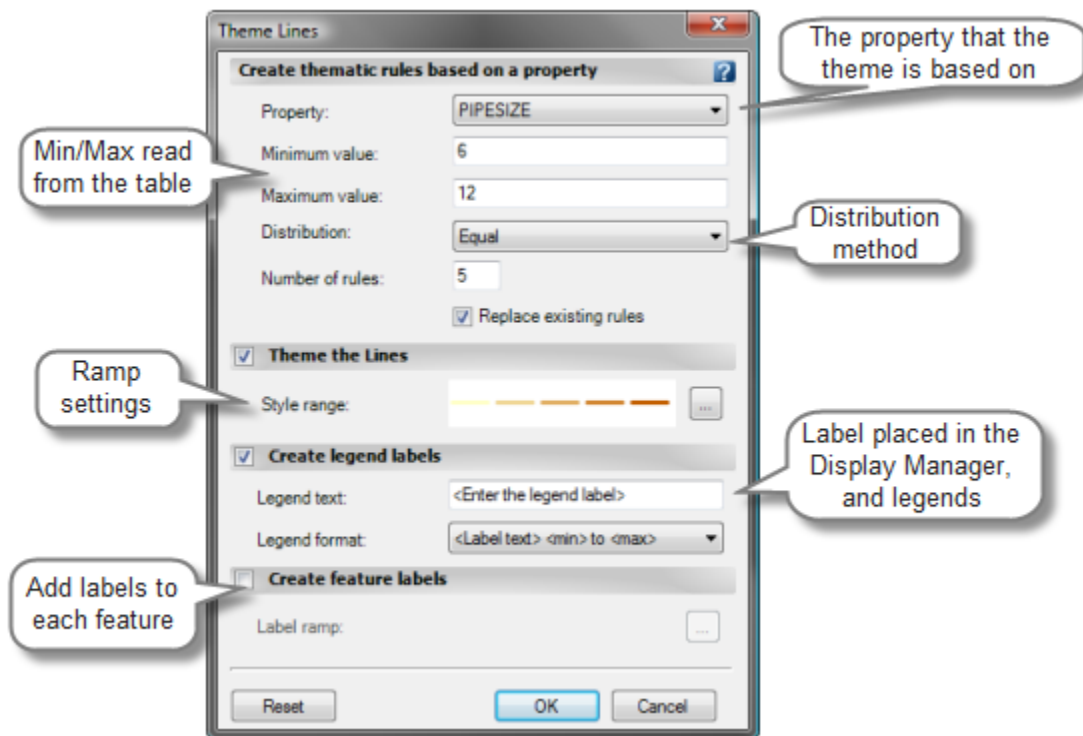 Theme Lines
Create thematic rules based on a property
?
The property that the
theme is based on
Property:
PIPESIZE
Min/Max read
from the table
Minimum value:
6
Maximum value:
12
Distribution:
Equal
Distribution
method
Number of rules:
5
Replace existing rules
Theme the Lines
Ramp
settings
Style range:
...
Create legend labels
Label placed in the
Display Manager,
and legends
Legend text:
<Enter the legend label>
Legend format:
<Label text> <min> to <max>
Add labels to
each feature
Create feature labels
Label ramp:
...
Reset
OK
Cancel